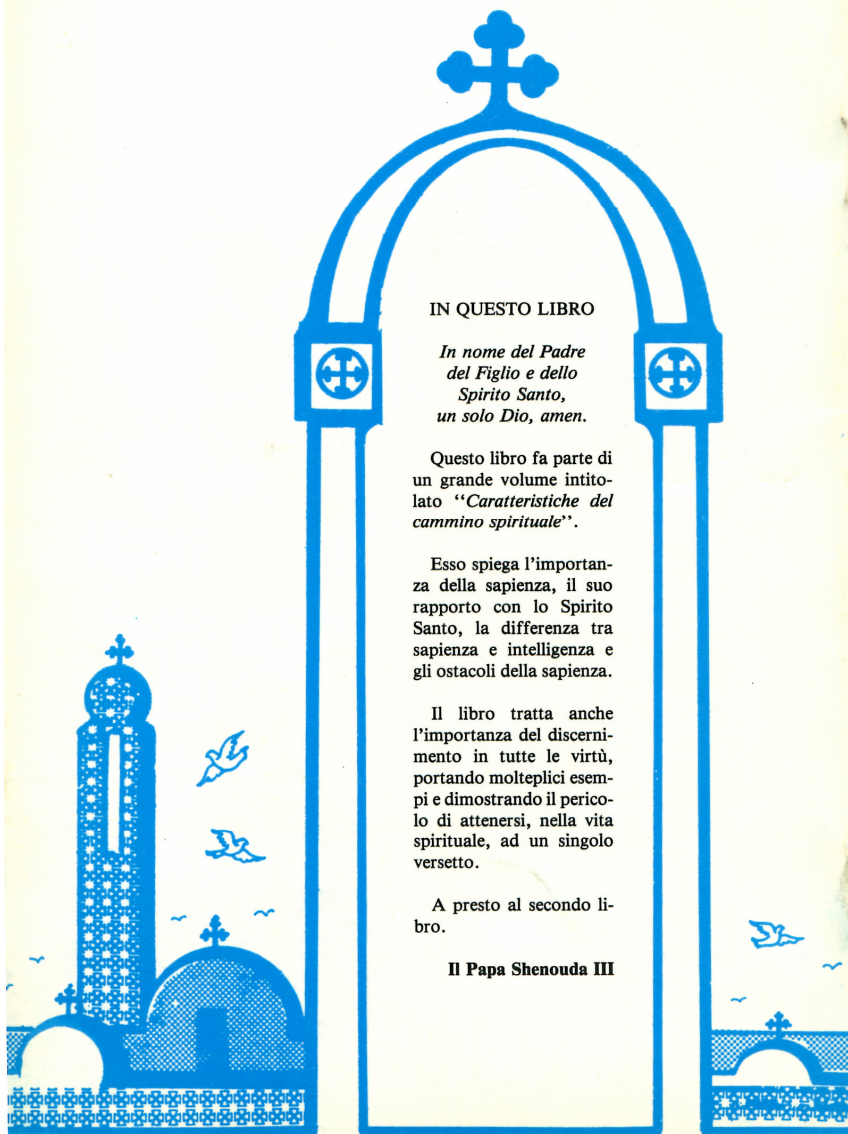 IN QUESTO LIBRO
In nome del Padre
del Figlio e dello
Spirito Santo,
un solo Dio, amen.
Questo libro fa parte di
un grande volume intito-
lato “Caratteristiche del
cammino spirituale”.
Esso spiega l’importan-
za della sapienza, il suo
rapporto con lo Spirito
Santo, la differenza tra
sapienza e intelligenza e
gli ostacoli della sapienza.
Il libro tratta anche
l’importanza del discerni-
mento in tutte le virtù,
portando molteplici esem-
pi e dimostrando il perico-
lo di attenersi, nella vita
spirituale, ad un singolo
versetto.
A presto al secondo li-
bro.
Il Papa Shenouda III